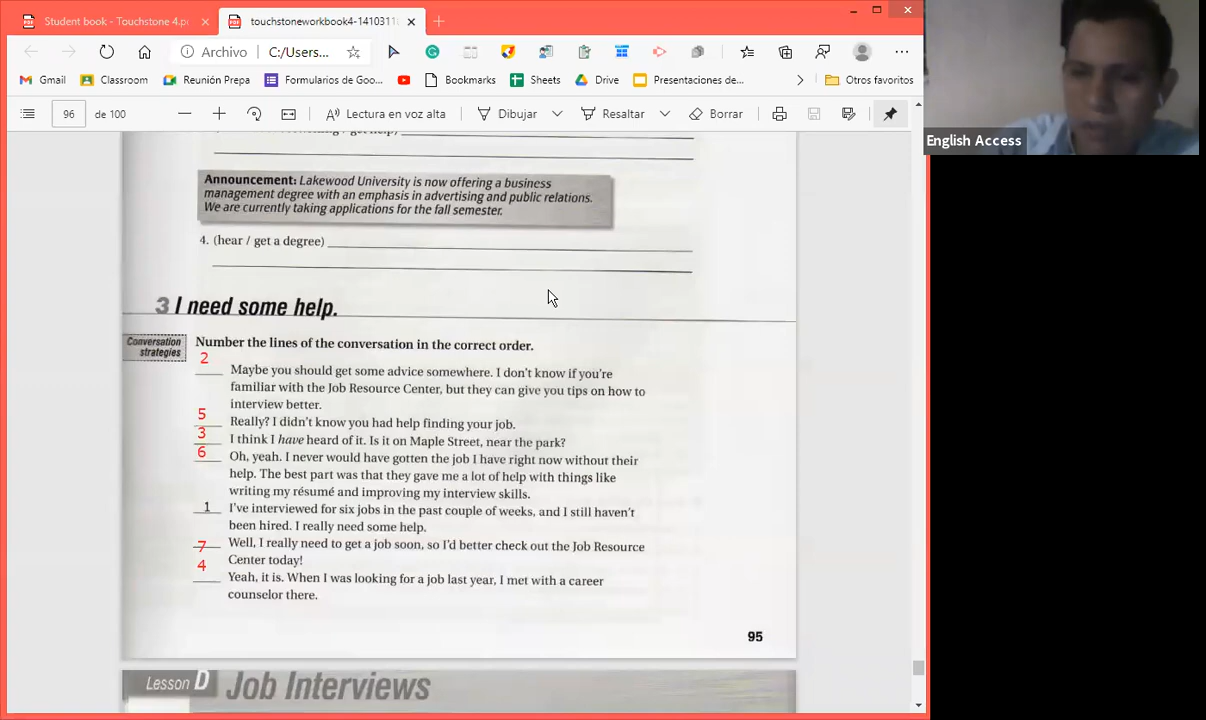 Student book - Touchstone 4.p
touchstoneworkbook4-1410311
Archivo C:/Users...
Gmail Classroom Reunión Prepa Formularios de Goo... Bookmarks Sheets Drive Presentaciones de... Otros favoritos
96 de 100 Lectura en voz alta Dibujar Resaltar Borrar
English Access
/ get help)
Announcement: Lakewood University is now offering a business
management degree with an emphasis in advertising and public relations.
We are currently taking applications for the fall semester.
4. (hear / get a degree)
3 I need some help.
Conversation
strategies
Number the lines of the conversation in the correct order.
2
Maybe you should get some advice somewhere. I don't know if you're
familiar with the Job Resource Center, but they can give you tips on how to
interview better.
5 Really? I didn't know you had help finding your job.
3 I think I have heard of it. Is it on Maple Street, near the park?
6 Oh, yeah. I never would have gotten the job I have right now without their
help. The best part was that they gave me a lot of help with things like
writing my résumé and improving my interview skills.
1 I've interviewed for six jobs in the past couple of weeks, and I still haven't
been hired. I really need some help.
7 Well, I really need to get a job soon, so I'd better check out the Job Resource
Center today!
4 Yeah, it is. When I was looking for a job last year, I met with a career
counselor there.
95
Lesson D Job Interviews